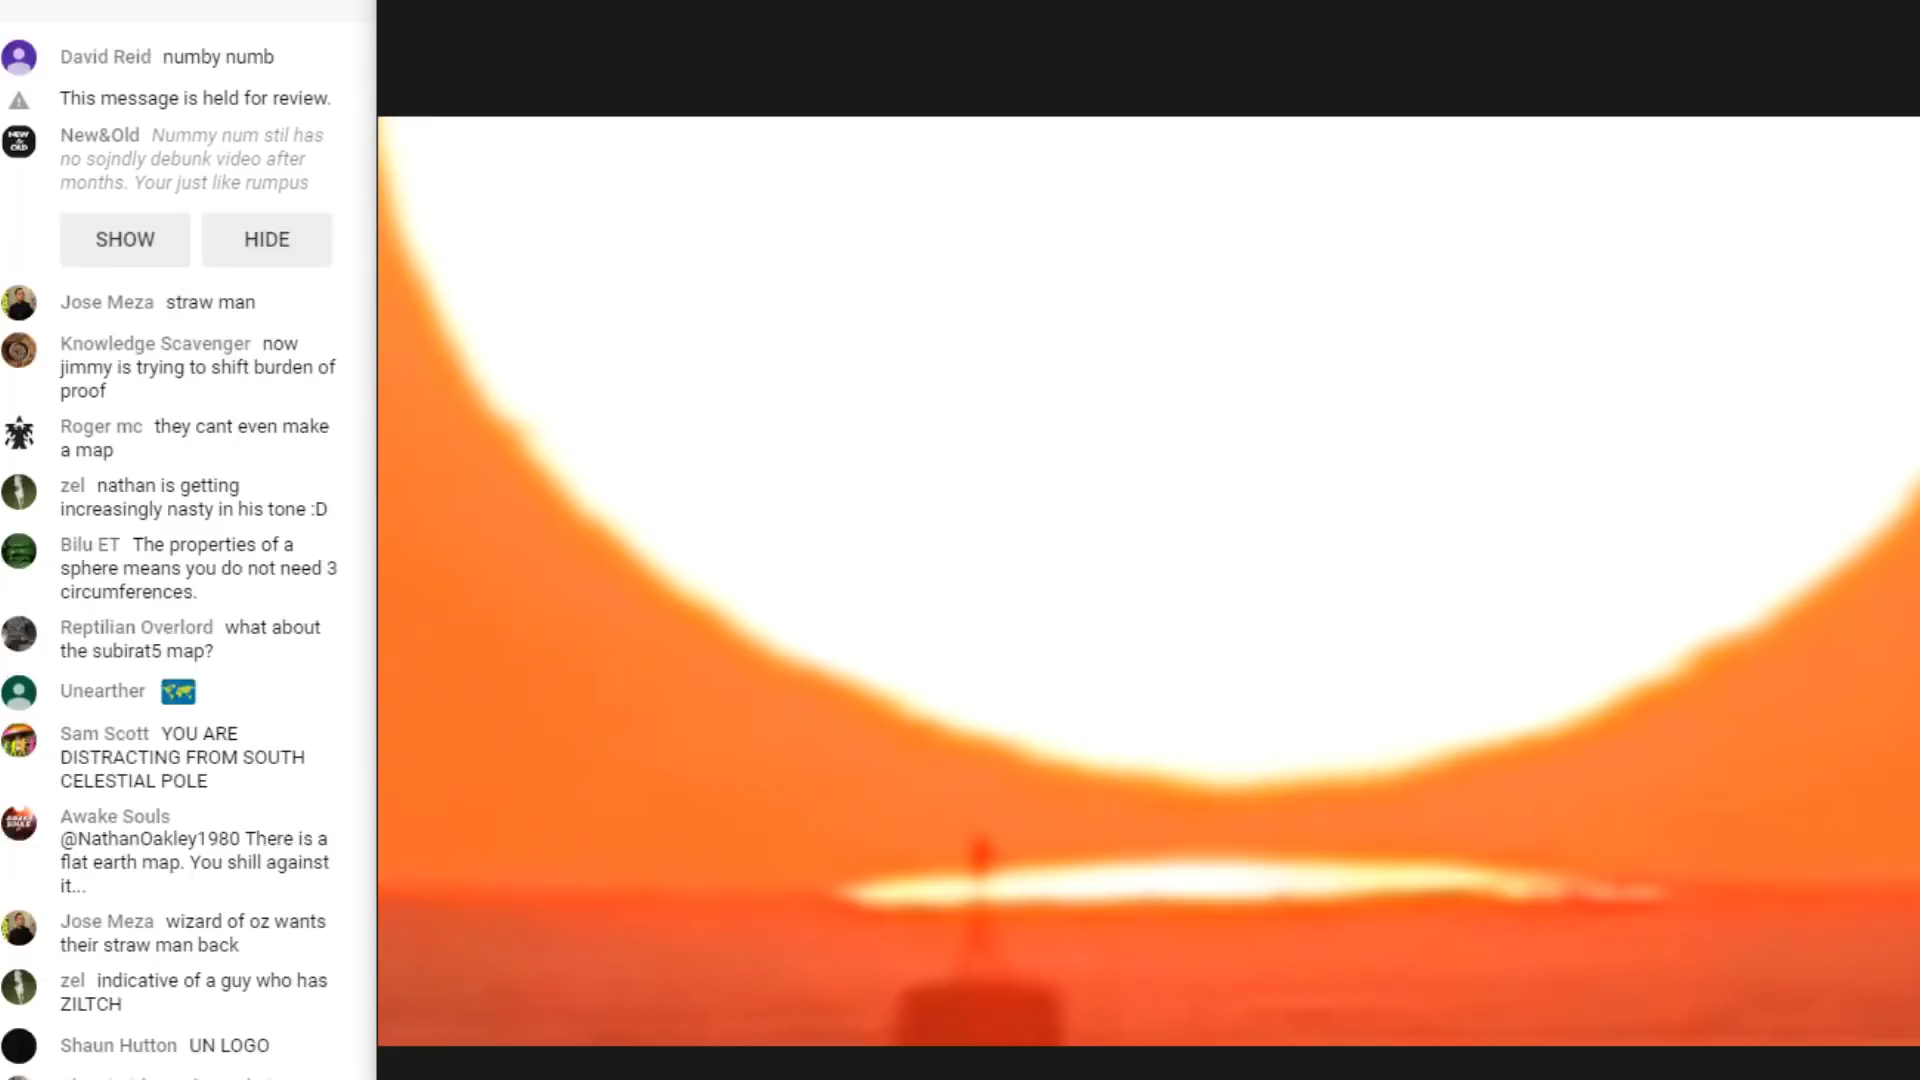 David Reid numby numb
This message is held for review.
NEW & OLD
New&Old Nummy num stil has
no sojndly debunk video after
months. Your just like rumpus
SHOW HIDE
Jose Meza straw man
Knowledge Scavenger now
jimmy is trying to shift burden of
proof
Roger mc they cant even make
a map
zel nathan is getting
increasingly nasty in his tone :D
Bilu ET The properties of a
sphere means you do not need 3
circumferences.
Reptilian Overlord what about
the subirat5 map?
Unearther
Sam Scott YOU ARE
DISTRACTING FROM SOUTH
CELESTIAL POLE
Awake Souls
@NathanOakley1980 There is a
flat earth map. You shill against
it...
Jose Meza wizard of oz wants
their straw man back
zel indicative of a guy who has
ZILTCH
Shaun Hutton UN LOGO